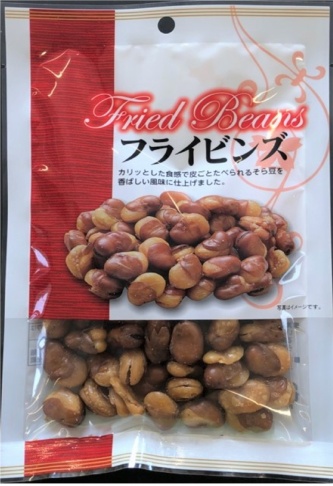 Fried Beans
フライビンズ
カリッとした食感で皮ごとたべられるそら豆を
香ばしい風味に仕上げました。
写真はイメージです。